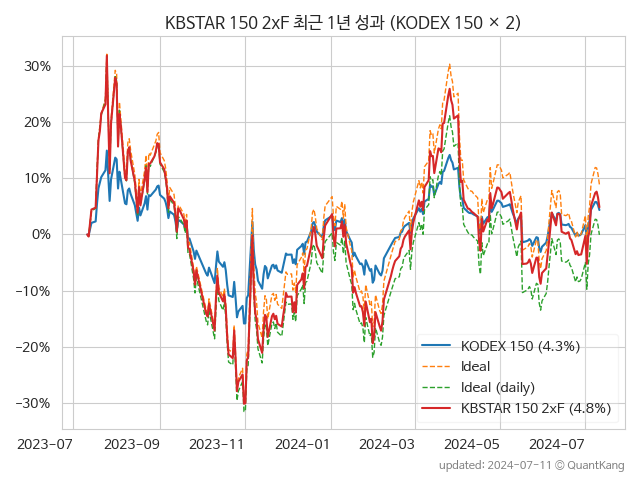 KBSTAR 150 2xF 최근 1년 성과 (KODEX 150 × 2)
30%
20%
10%
0%
−10%
−20%
−30%
KODEX 150 (4.3%)
Ideal
Ideal (daily)
KBSTAR 150 2xF (4.8%)
2023-07 2023-09 2023-11 2024-01 2024-03 2024-05 2024-07
updated: 2024-07-11 © QuantKang